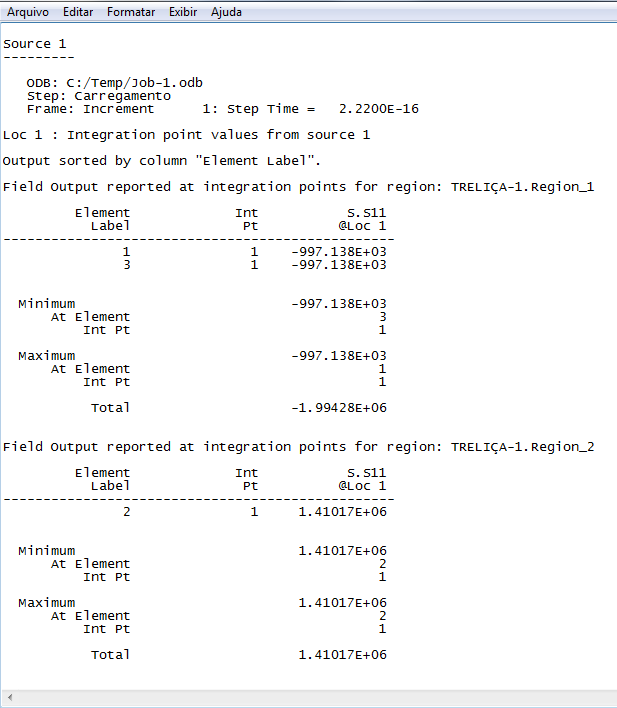 Arquivo Editar Formatar Exibir Ajuda
Source 1
---------
ODB: C:/Temp/Job-1.odb
Step: Carregamento
Frame: Increment      1: Step Time =   2.2200E-16
Loc 1 : Integration point values from source 1
Output sorted by column "Element Label".
Field Output reported at integration points for region: TRELIÇA-1.Region_1
Element             Int           S.S11
Label              Pt          @Loc 1
-------------------------------------------------
1               1    -997.138E+03
3               1    -997.138E+03
Minimum                           -997.138E+03
At Element                               3
Int Pt                               1
Maximum                           -997.138E+03
At Element                               1
Int Pt                               1
Total                    -1.99428E+06
Field Output reported at integration points for region: TRELIÇA-1.Region_2
Element             Int           S.S11
Label              Pt          @Loc 1
-------------------------------------------------
2               1     1.41017E+06
Minimum                            1.41017E+06
At Element                               2
Int Pt                               1
Maximum                            1.41017E+06
At Element                               2
Int Pt                               1
Total                     1.41017E+06